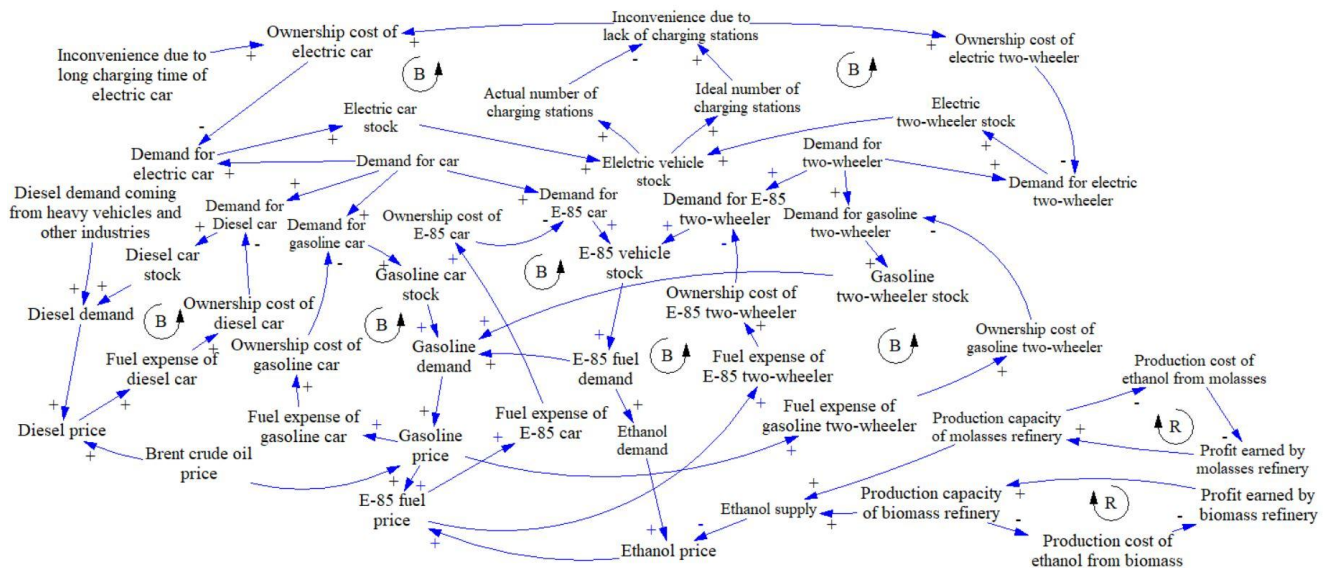 Inconvenience due to
lack of charging stations
Ownership cost of
electric car
Inconvenience due to
long charging time of
electric car
Ownership cost of
electric two-wheeler
B
B
Actual number of
charging stations
Ideal number of
charging stations
Electric car
stock
Electric
two-wheeler stock
Demand for
electric car
Demand for car
Elelctric vehicle
stock
Demand for
two-wheeler
Demand for electric
two-wheeler
Diesel demand coming
from heavy vehicles and
other industries
Demand for
Diesel car
Demand for
gasoline car
Ownership cost of
E-85 car
Demand for
E-85 car
Demand for E-85
two-wheeler
Demand for gasoline
two-wheeler
Diesel car
stock
Gasoline car
stock
B
E-85 vehicle
stock
Gasoline
two-wheeler stock
Diesel demand
B
Ownership cost of
diesel car
B
Ownership cost of
E-85 two-wheeler
Ownership cost of
gasoline car
Gasoline
demand
E-85 fuel
demand
B
B
Ownership cost of
gasoline two-wheeler
Fuel expense of
diesel car
Fuel expense of
E-85 two-wheeler
Production cost of
ethanol from molasses
Diesel price
Fuel expense of
gasoline car
Gasoline
price
Fuel expense of
E-85 car
Ethanol
demand
Fuel expense of
gasoline two-wheeler
Production capacity
of molasses refinery
R
Profit earned by
molasses refinery
Brent crude oil
price
E-85 fuel
price
Ethanol supply
Production capacity
of biomass refinery
R
Profit earned by
biomass refinery
Ethanol price
Production cost of
ethanol from biomass